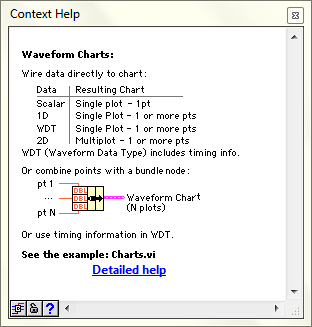 Context Help
Waveform Charts:
Wire data directly to chart:
Data Resulting Chart
Scalar Single plot - 1pt
1D Single Plot - 1 or more pts
WDT Single Plot - 1 or more pts
2D Multiplot - 1 or more pts
WDT (Waveform Data Type) includes timing info.
Or combine points with a bundle node:
pt 1 DBL
... DBL Waveform Chart
pt N DBL (N plots)
Or use timing information in WDT.
See the example: Charts.vi
Detailed help
?